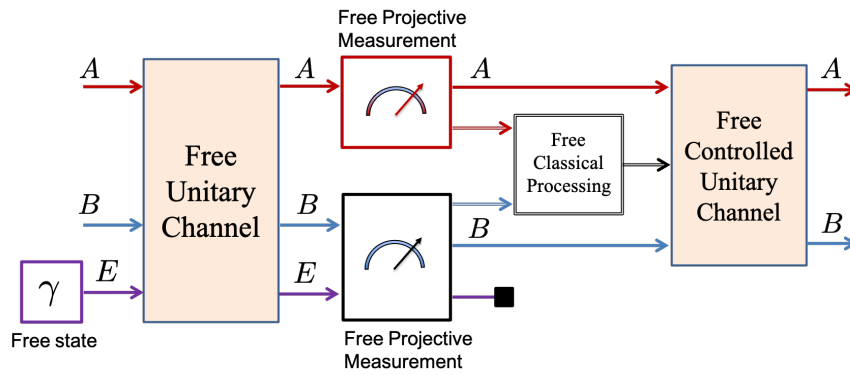 Free Projective
Measurement
A
A
A
A
Free
Unitary
Channel
Free
Classical
Processing
Free
Controlled
Unitary
Channel
B
B
B
B
E
E
γ
Free state
Free Projective
Measurement